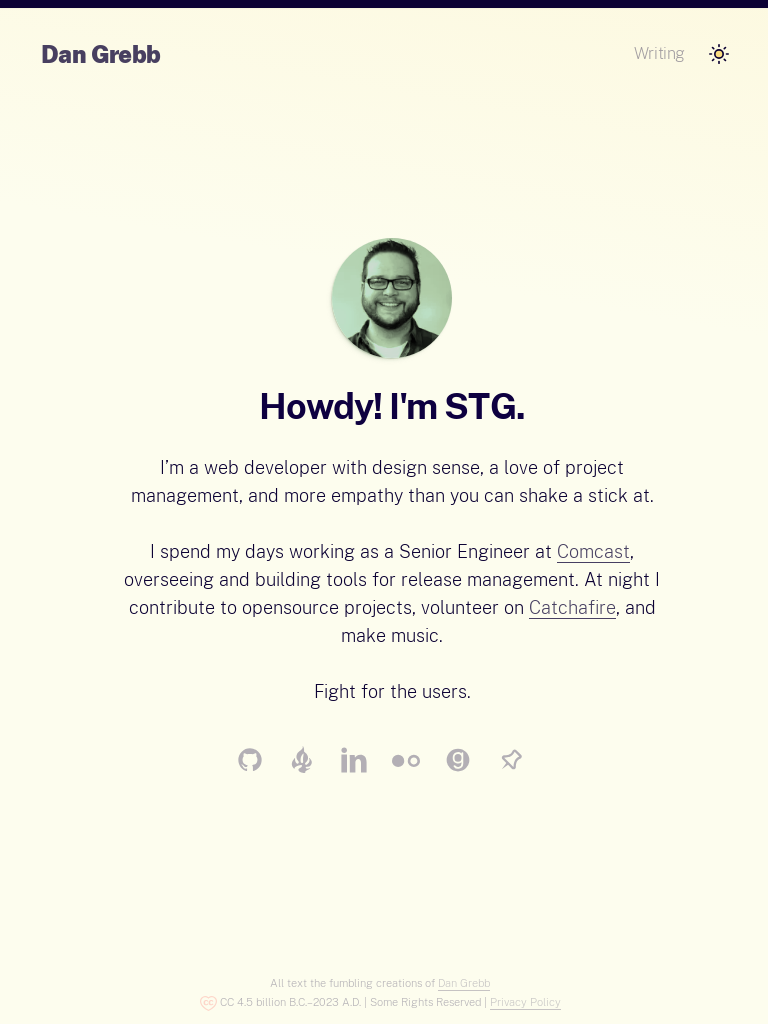 Dan Grebb
Writing
Howdy! I'm STG.
I’m a web developer with design sense, a love of project
management, and more empathy than you can shake a stick at.
I spend my days working as a Senior Engineer at Comcast,
overseeing and building tools for release management. At night I
contribute to opensource projects, volunteer on Catchafire, and
make music.
Fight for the users.
in
g
All text the fumbling creations of Dan Grebb
cc CC 4.5 billion B.C.–2023 A.D. | Some Rights Reserved | Privacy Policy